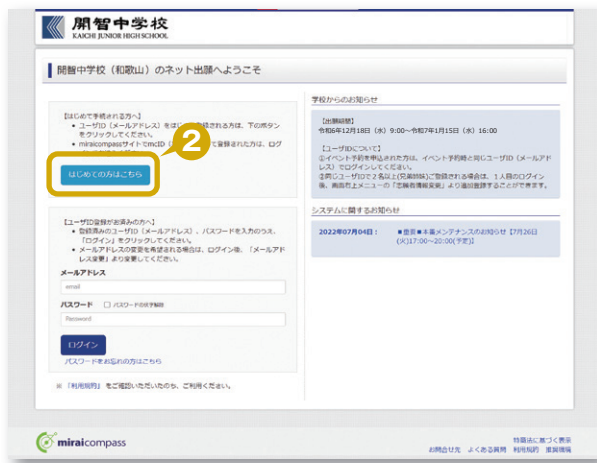 開智中学校
KAICHI JUNIOR HIGH SCHOOL
開智中学校（和歌山）のネット出願へようこそ
【はじめて手続される方へ】
• ユーザID（メールアドレス）をはじめて登録される方は、下のボタン
をクリックしてください。
• miraicompassサイトでmcID（
て登録された方は、ログ
2
はじめての方はこちら
【ユーザID登録がお済みの方へ】
• 登録済みのユーザID（メールアドレス）、パスワードを入力のうえ、
「ログイン」をクリックしてください。
• メールアドレスの変更を希望される場合は、ログイン後、「メールアド
レス変更」より変更してください。
メールアドレス
email
パスワード □ パスワードの伏字解除
Password
ログイン
パスワードをお忘れの方はこちら
※ 『利用規約』をご確認いただいたのち、ご利用ください。
学校からのお知らせ
【出願期間】
令和6年12月18日（水）9:00～令和7年1月15日（水）16:00
【ユーザIDについて】
①イベント予約を申込された方は、イベント予約時と同じユーザID（メールアド
レス）でログインしてください。
②同じユーザIDで2名以上(兄弟姉妹)ご登録される場合は、1人目のログイン
後、画面右上メニューの「志願者情報変更」より追加登録することができます。
システムに関するお知らせ
2022年07月04日： ■重要■本番メンテナンスのお知らせ【7月26日
(火)17:00～20:00(予定)】
miraicompass
特商法に基づく表示
お問合せ先 よくある質問 利用規約 推奨環境